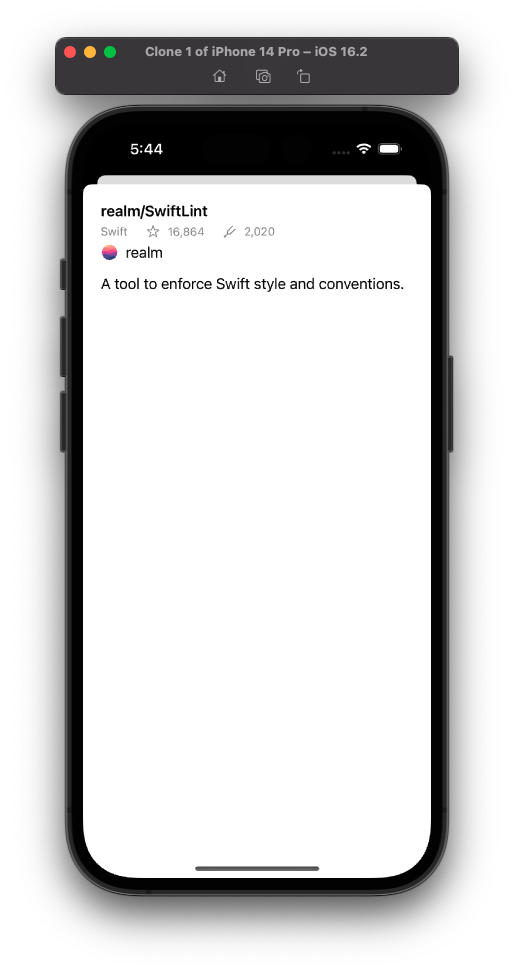 Clone 1 of iPhone 14 Pro – iOS 16.2
5:44
realm/SwiftLint
Swift 16,864 2,020
realm
A tool to enforce Swift style and conventions.